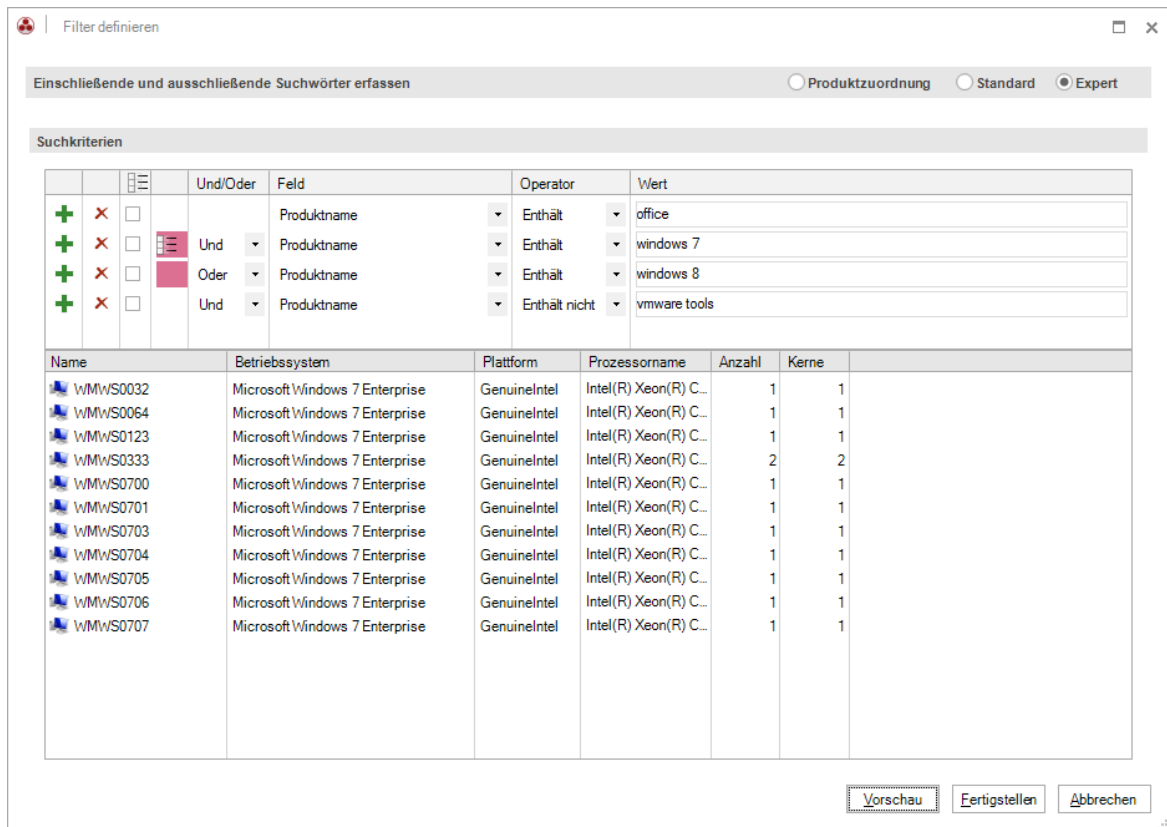 Filter definieren
Einschließende und ausschließende Suchwörter erfassen Produktzuordnung Standard Expert
Suchkriterien
Und/Oder Feld Operator Wert
Produktname Enthält office
Und Produktname Enthält windows 7
Oder Produktname Enthält windows 8
Und Produktname Enthält nicht vmware tools
Name Betriebssystem Plattform Prozessorname Anzahl Kerne
WMWS0032 Microsoft Windows 7 Enterprise GenuineIntel Intel(R) Xeon(R) C... 1 1
WMWS0064 Microsoft Windows 7 Enterprise GenuineIntel Intel(R) Xeon(R) C... 1 1
WMWS0123 Microsoft Windows 7 Enterprise GenuineIntel Intel(R) Xeon(R) C... 1 1
WMWS0333 Microsoft Windows 7 Enterprise GenuineIntel Intel(R) Xeon(R) C... 2 2
WMWS0700 Microsoft Windows 7 Enterprise GenuineIntel Intel(R) Xeon(R) C... 1 1
WMWS0701 Microsoft Windows 7 Enterprise GenuineIntel Intel(R) Xeon(R) C... 1 1
WMWS0703 Microsoft Windows 7 Enterprise GenuineIntel Intel(R) Xeon(R) C... 1 1
WMWS0704 Microsoft Windows 7 Enterprise GenuineIntel Intel(R) Xeon(R) C... 1 1
WMWS0705 Microsoft Windows 7 Enterprise GenuineIntel Intel(R) Xeon(R) C... 1 1
WMWS0706 Microsoft Windows 7 Enterprise GenuineIntel Intel(R) Xeon(R) C... 1 1
WMWS0707 Microsoft Windows 7 Enterprise GenuineIntel Intel(R) Xeon(R) C... 1 1
Vorschau Fertigstellen Abbrechen